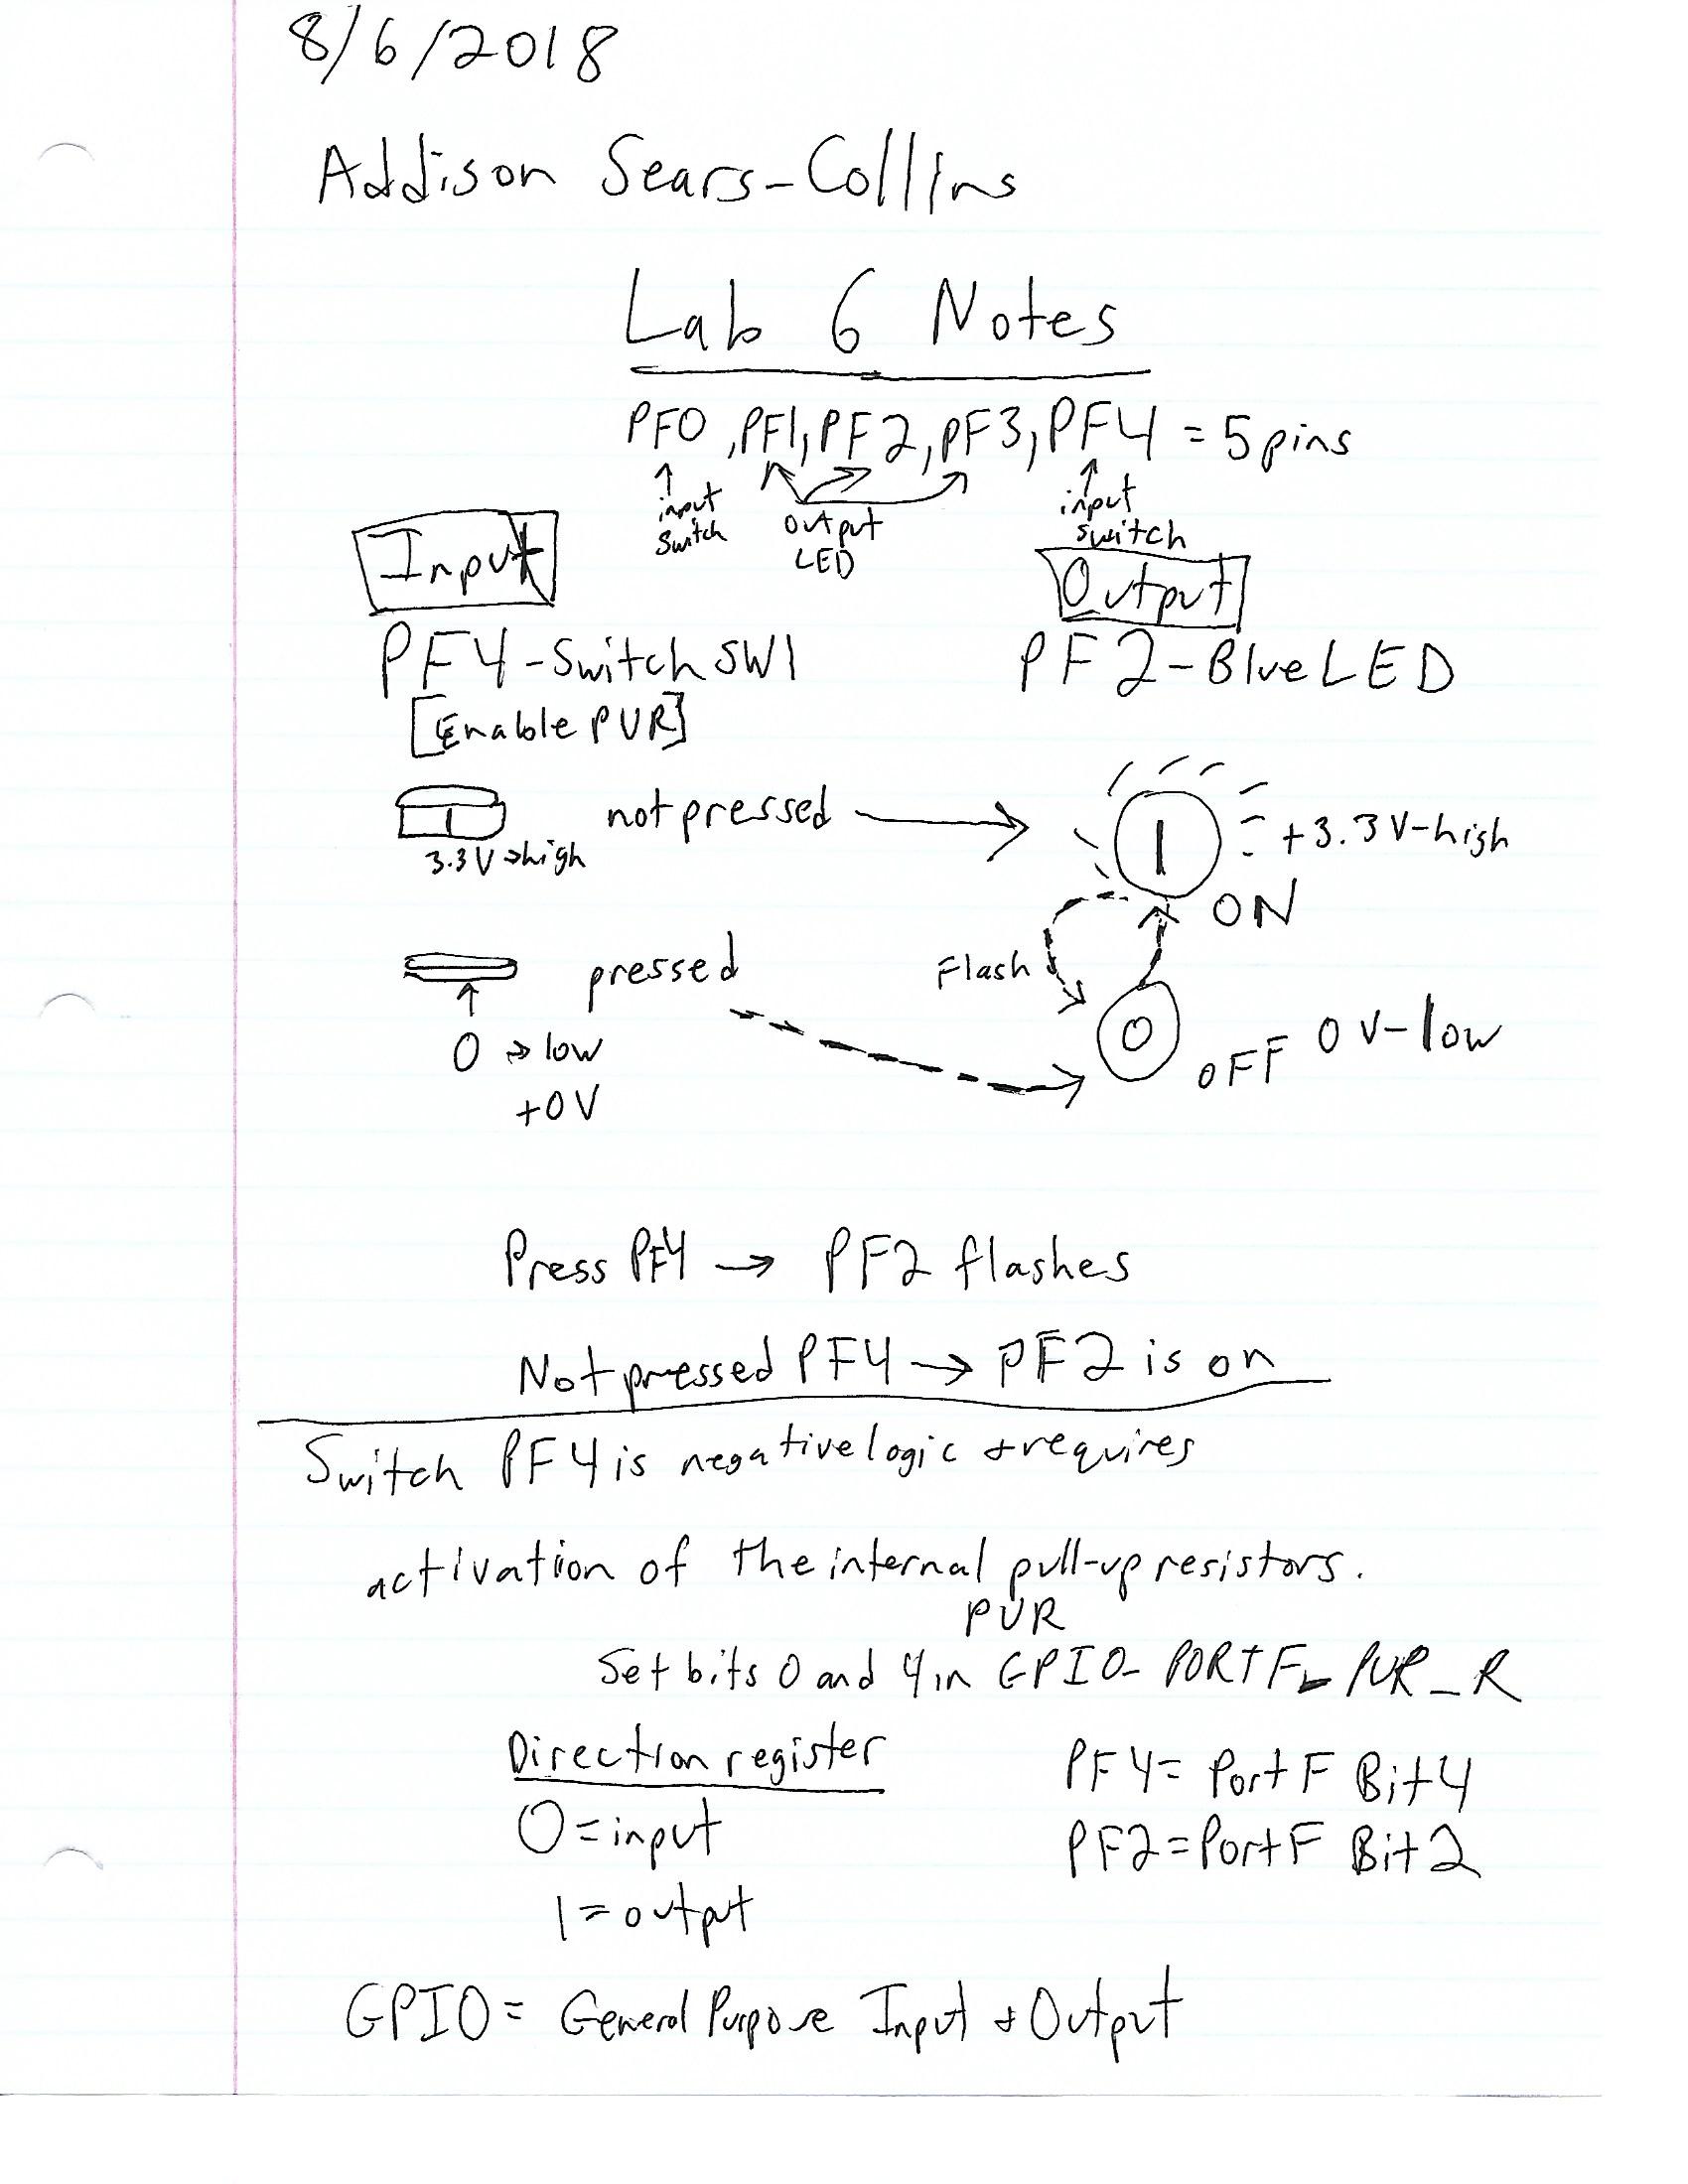 8/6/2018
Addison Sears-Collins
Lab 6 Notes
PF0, PF1, PF2, PF3, PF4 = 5 pins
input switch
output LED
input switch
Input
Output
PF4-Switch SW1
PF2-Blue LED
[Enable PUR]
1
not pressed
1
+3.3V-high
3.3V → high
ON
pressed
Flash
0 → low
0
OFF 0V-low
+0V
Press PF4 → PF2 flashes
Not pressed PF4 → PF2 is on
Switch PF4 is negative logic + requires
activation of the internal pull-up resistors.
PUR
Set bits 0 and 4 in GPIO_PORTF_PUR_R
Direction register
PF4 = Port F Bit 4
0 = input
PF2 = Port F Bit 2
1 = output
GPIO = General Purpose Input + Output